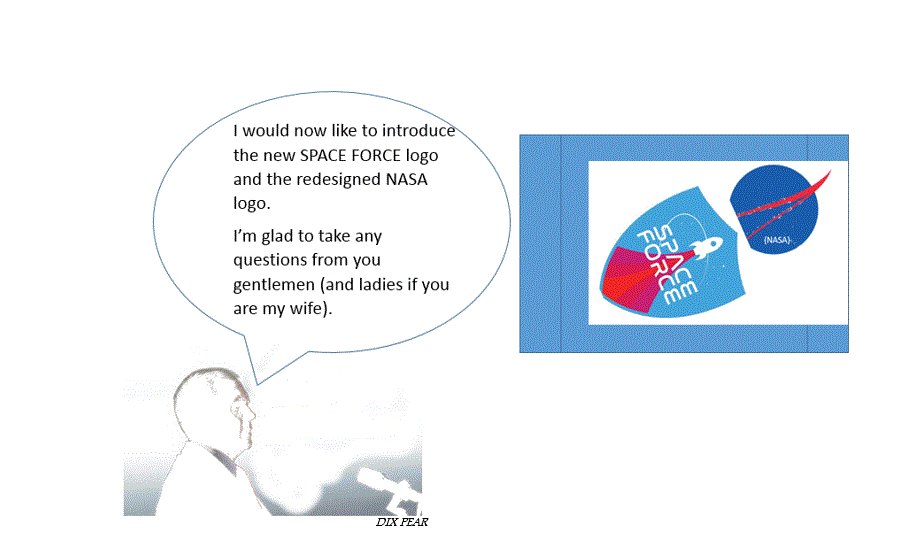 I would now like to introduce
the new SPACE FORCE logo
and the redesigned NASA
logo.
I'm glad to take any
questions from you
gentlemen (and ladies if you
are my wife).
SPACE
FORCE
{NASA}
DIX PEAR